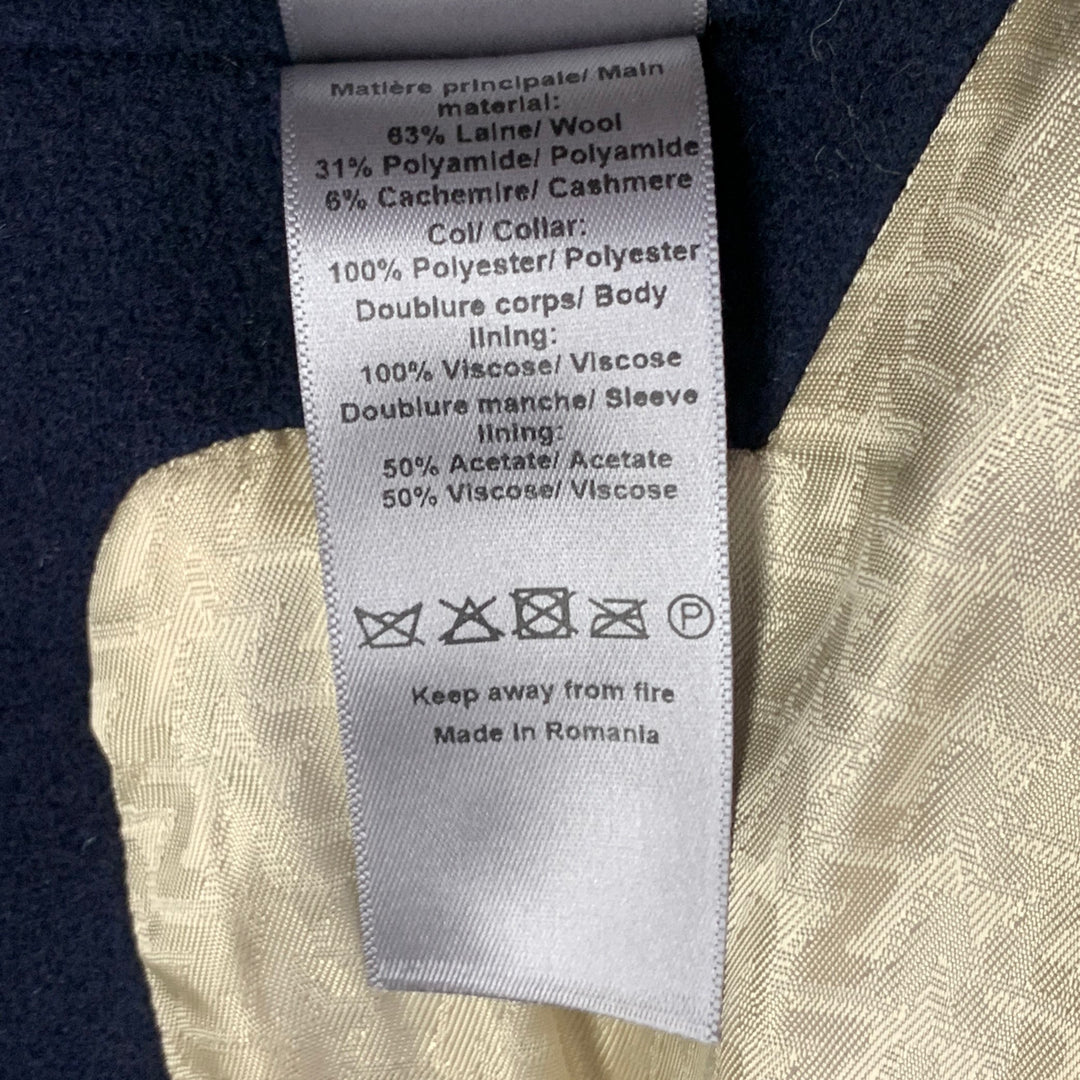 Matière principale/ Main
material:
63% Laine/ Wool
31% Polyamide/ Polyamide
6% Cachemire/ Cashmere
Col/ Collar:
100% Polyester/ Polyester
Doublure corps/ Body
lining:
100% Viscose/ Viscose
Doublure manche/ Sleeve
lining:
50% Acetate/ Acetate
50% Viscose/ Viscose
P
Keep away from fire
Made in Romania